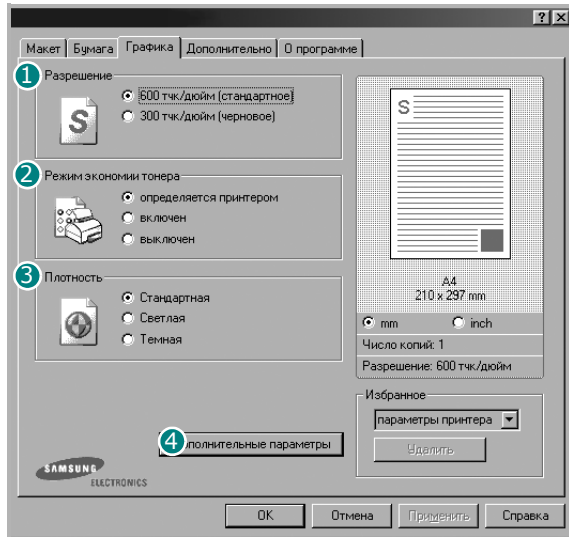 ? ×
Макет Бумага Графика Дополнительно О программе
1 Разрешение
S
600 тчк/дюйм (стандартное)
300 тчк/дюйм (черновое)
2 Режим экономии тонера
определяется принтером
включен
выключен
3 Плотность
Стандартная
Светлая
Темная
S
A4
210 x 297 mm
mm inch
Число копий: 1
Разрешение: 600 тчк/дюйм
Избранное
параметры принтера
Удалить
4 полнительные параметры
SAMSUNG
ELECTRONICS
OK Отмена Применить Справка